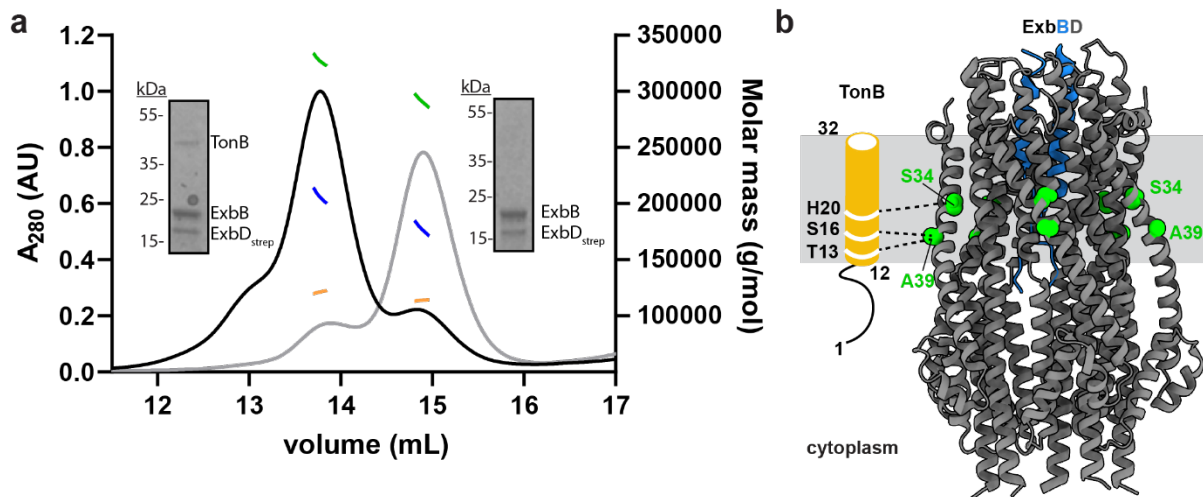 a
1.2
1.0
0.8
0.6
0.4
0.2
0.0
A280 (AU)
kDa
55-
35-
25-
15-
TonB
ExbB
ExbDstrep
kDa
55-
35-
25-
15-
ExbB
ExbDstrep
350000
300000
250000
200000
150000
100000
Molar mass (g/mol)
12
13
14
15
16
17
volume (mL)
b
ExbBD
TonB
32
S34
S34
H20
S16
T13
A39
A39
12
1
cytoplasm